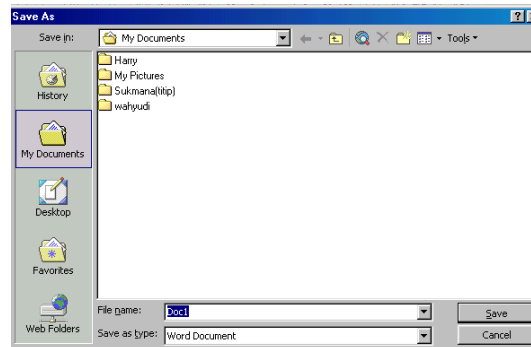 Save As
Save in: My Documents Tools
History
My Documents
Desktop
Favorites
Web Folders
Harry
My Pictures
Sukmana(titip)
wahyudi
File name: Doc1 Save
Save as type: Word Document Cancel